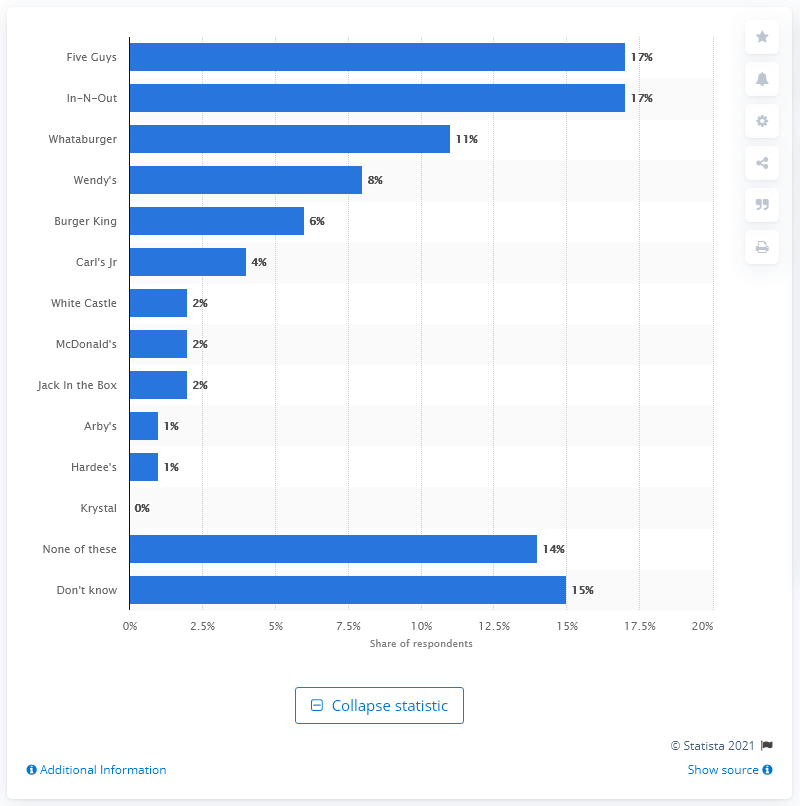 Five Guys 17%
In-N-Out 17%
Whataburger 11%
Wendy's 8%
Burger King 6%
Carl's Jr 4%
White Castle 2%
McDonald's 2%
Jack In the Box 2%
Arby's 1%
Hardee's 1%
Krystal 0%
None of these 14%
Don't know 15%
0% 2.5% 5% 7.5% 10% 12.5% 15% 17.5% 20%
Share of respondents
Collapse statistic
© Statista 2021
Additional Information Show source